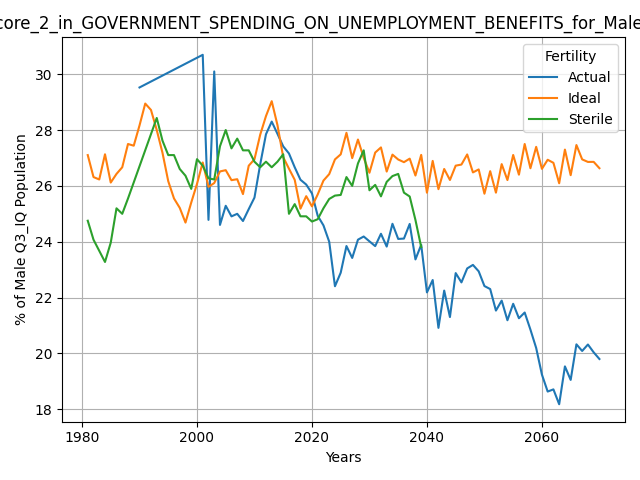 core_2_in_GOVERNMENT_SPENDING_ON_UNEMPLOYMENT_BENEFITS_for_Male
Fertility
Actual
Ideal
Sterile
% of Male Q3_IQ Population
30
28
26
24
22
20
18
1980 2000 2020 2040 2060
Years